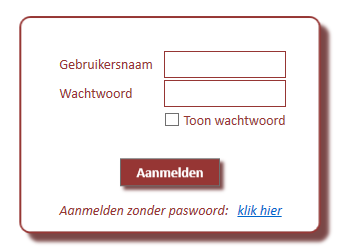 Gebruikersnaam
Wachtwoord
Toon wachtwoord
Aanmelden
Aanmelden zonder paswoord: klik hier